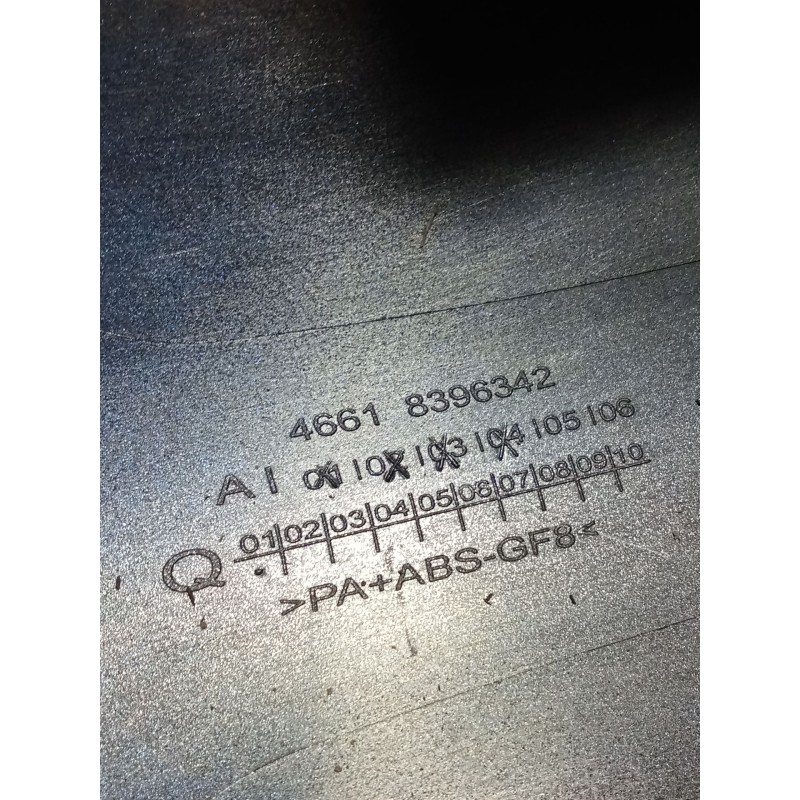 4661 8396342
A | 01 | 02 | 03 | 04 | 05 | 06
Q 01|02|03|04|05|06|07|08|09|10
>PA+ABS-GF8<